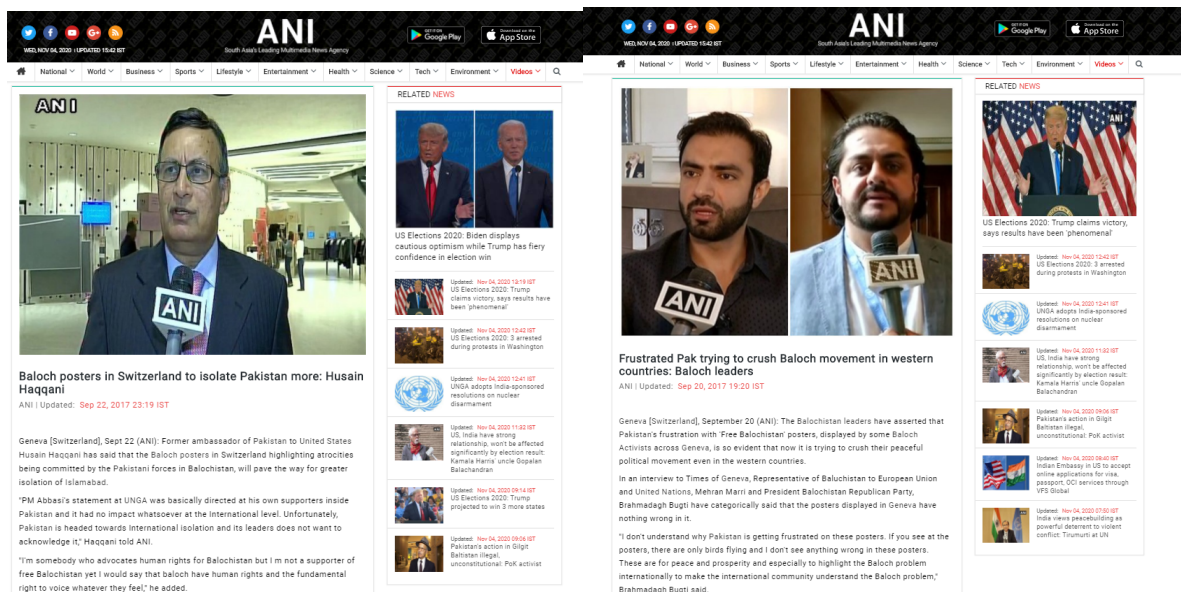 ANI
South Asia's Leading Multimedia News Agency
WED, NOV 04, 2020 | UPDATED 15:42 IST
GET IT ON
Google Play
Download on the
App Store
National
World
Business
Sports
Lifestyle
Entertainment
Health
Science
Tech
Environment
Videos
ANI
ANI
Baloch posters in Switzerland to isolate Pakistan more: Husain
Haqqani
ANI | Updated: Sep 22, 2017 23:19 IST
Geneva [Switzerland], Sept 22 (ANI): Former ambassador of Pakistan to United States
Husain Haqqani has said that the Baloch posters in Switzerland highlighting atrocities
being committed by the Pakistani forces in Balochistan, will pave the way for greater
isolation of Islamabad.
"PM Abbasi's statement at UNGA was basically directed at his own supporters inside
Pakistan and it had no impact whatsoever at the International level. Unfortunately,
Pakistan is headed towards International isolation and its leaders does not want to
acknowledge it," Haqqani told ANI.
"I'm somebody who advocates human rights for Balochistan but I m not a supporter of
free Balochistan yet I would say that baloch have human rights and the fundamental
right to voice whatever they feel," he added.
RELATED NEWS
US Elections 2020: Biden displays
cautious optimism while Trump has fiery
confidence in election win
Updated: Nov 04, 2020 13:19 IST
US Elections 2020: Trump
claims victory, says results have
been 'phenomenal'
Updated: Nov 04, 2020 12:42 IST
US Elections 2020: 3 arrested
during protests in Washington
Updated: Nov 04, 2020 12:41 IST
UNGA adopts India-sponsored
resolutions on nuclear
disarmament
Updated: Nov 04, 2020 11:32 IST
US, India have strong
relationship, won't be affected
significantly by election result:
Kamala Harris' uncle Gopalan
Balachandran
Updated: Nov 04, 2020 09:14 IST
US Elections 2020: Trump
projected to win 3 more states
Updated: Nov 04, 2020 09:06 IST
Pakistan's action in Gilgit
Baltistan illegal,
unconstitutional: PoK activist
ANI
South Asia's Leading Multimedia News Agency
WED, NOV 04, 2020 | UPDATED 15:42 IST
GET IT ON
Google Play
Download on the
App Store
National
World
Business
Sports
Lifestyle
Entertainment
Health
Science
Tech
Environment
Videos
ANI
ANI
Frustrated Pak trying to crush Baloch movement in western
countries: Baloch leaders
ANI | Updated: Sep 20, 2017 19:20 IST
Geneva [Switzerland], September 20 (ANI): The Balochistan leaders have asserted that
Pakistan's frustration with 'Free Balochistan' posters, displayed by some Baloch
Activists across Geneva, is so evident that now it is trying to crush their peaceful
political movement even in the western countries.
In an interview to Times of Geneva, Representative of Baluchistan to European Union
and United Nations, Mehran Marri and President Balochistan Republican Party,
Brahmadagh Bugti have categorically said that the posters displayed in Geneva have
nothing wrong in it.
"I don't understand why Pakistan is getting frustrated on these posters. If you see at the
posters, there are only birds flying and I don't see anything wrong in these posters.
These are for peace and prosperity and especially to highlight the Baloch problem
internationally to make the international community understand the Baloch problem,"
Brahmadagh Bugti said.
RELATED NEWS
ANI
US Elections 2020: Trump claims victory,
says results have been 'phenomenal'
Updated: Nov 04, 2020 12:42 IST
US Elections 2020: 3 arrested
during protests in Washington
Updated: Nov 04, 2020 12:41 IST
UNGA adopts India-sponsored
resolutions on nuclear
disarmament
Updated: Nov 04, 2020 11:32 IST
US, India have strong
relationship, won't be affected
significantly by election result:
Kamala Harris' uncle Gopalan
Balachandran
Updated: Nov 04, 2020 09:06 IST
Pakistan's action in Gilgit
Baltistan illegal,
unconstitutional: PoK activist
Updated: Nov 04, 2020 08:40 IST
Indian Embassy in US to accept
online applications for visa,
passport, OCI services through
VFS Global
Updated: Nov 04, 2020 07:50 IST
India views peacebuilding as
powerful deterrent to violent
conflict: Tirumurti at UN